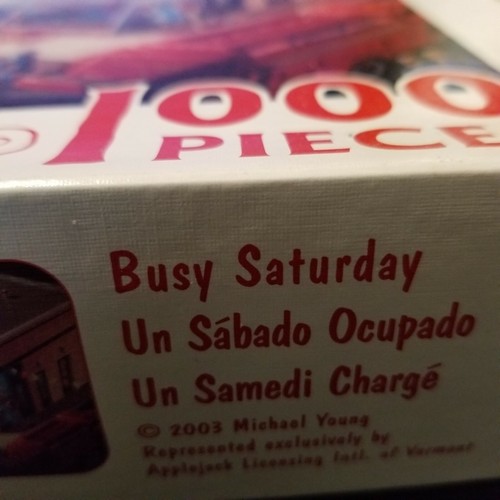 1000
PIECE
Busy Saturday
Un Sábado Ocupado
Un Samedi Chargé
© 2003 Michael Young
Represented exclusively by
Applejack Licensing Intl. of Vermont